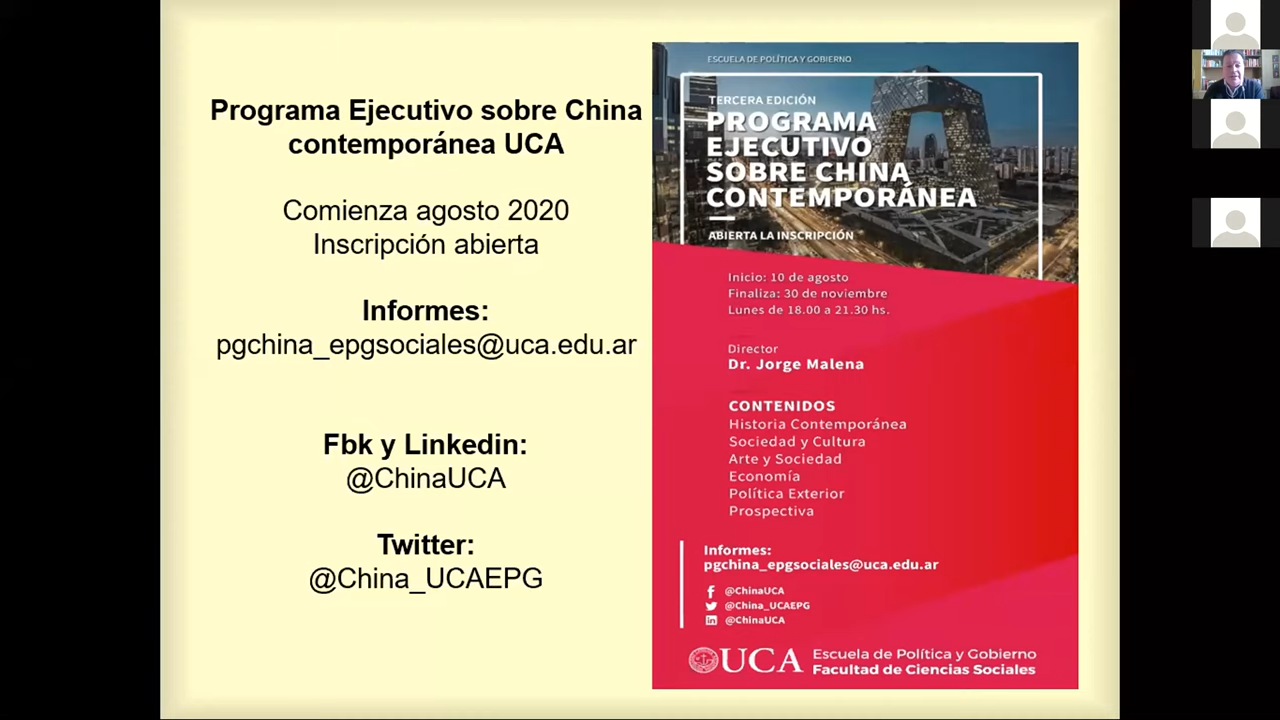 Programa Ejecutivo sobre China
contemporánea UCA
Comienza agosto 2020
Inscripción abierta
Informes:
pgchina_epgsociales@uca.edu.ar
Fbk y Linkedin:
@ChinaUCA
Twitter:
@China_UCAEPG
ESCUELA DE POLÍTICA Y GOBIERNO
TERCERA EDICIÓN
PROGRAMA
EJECUTIVO
SOBRE CHINA
CONTEMPORÁNEA
ABIERTA LA INSCRIPCIÓN
Inicio: 10 de agosto
Finaliza: 30 de noviembre
Lunes de 18.00 a 21.30 hs.
Director
Dr. Jorge Malena
CONTENIDOS
Historia Contemporánea
Sociedad y Cultura
Arte y Sociedad
Economía
Política Exterior
Prospectiva
Informes:
pgchina_epgsociales@uca.edu.ar
@ChinaUCA
@China_UCAEPG
@ChinaUCA
UCA
Escuela de Política y Gobierno
Facultad de Ciencias Sociales